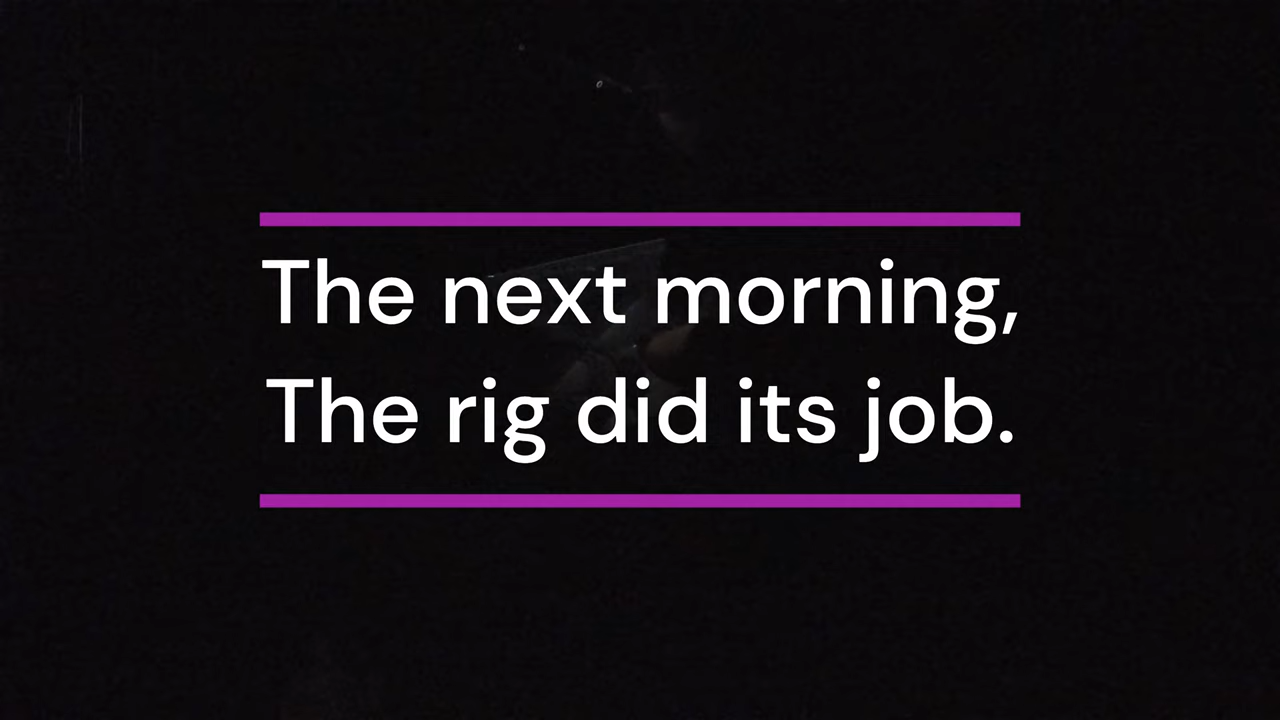 The next morning,
The rig did its job.